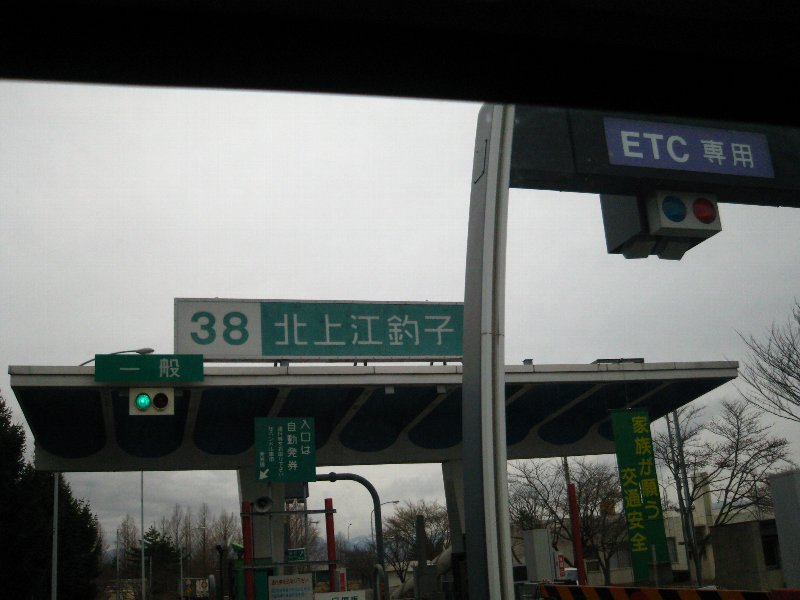 ETC 専用
38 北上江釣子
一般
入口は
自動発券
家族が願う
交通安全